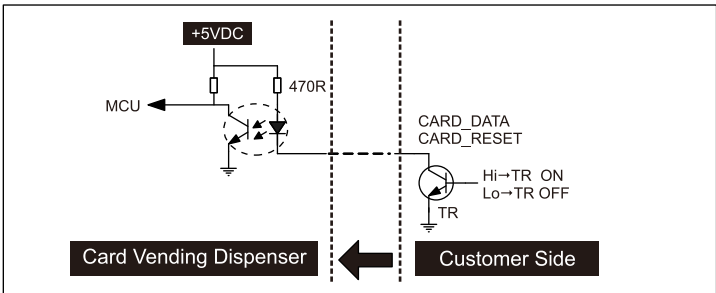 +5VDC
470R
MCU
CARD_DATA
CARD_RESET
Hi→TR ON
Lo→TR OFF
TR
Card Vending Dispenser
Customer Side